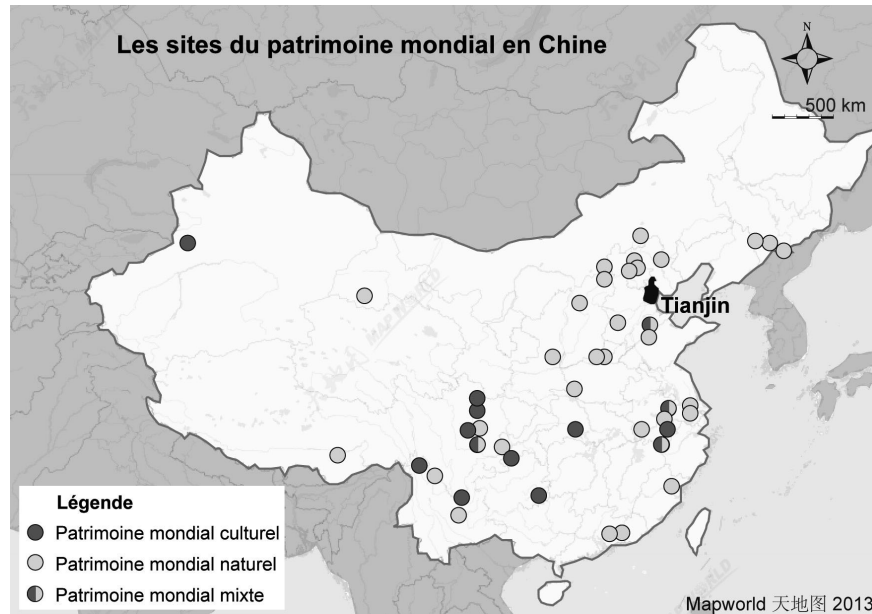 Les sites du patrimoine mondial en Chine
N
500 km
Tianjin
Légende
Patrimoine mondial culturel
Patrimoine mondial naturel
Patrimoine mondial mixte
Mapworld 天地图 2013